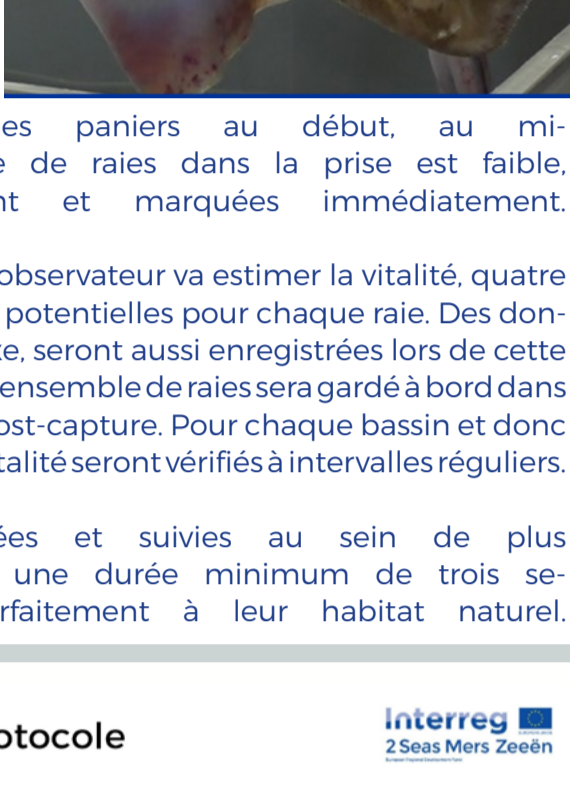 es paniers au début, au mi-
e de raies dans la prise est faible,
nt et marquées immédiatement.
observateur va estimer la vitalité, quatre
potentielles pour chaque raie. Des don-
e, seront aussi enregistrées lors de cette
ensemble de raies sera gardé à bord dans
ost-capture. Pour chaque bassin et donc
talité seront vérifiés à intervalles réguliers.
ées et suivies au sein de plus
une durée minimum de trois se-
rfaitement à leur habitat naturel.
otocole
Interreg
2 Seas Mers Zeeën
European Regional Development Fund